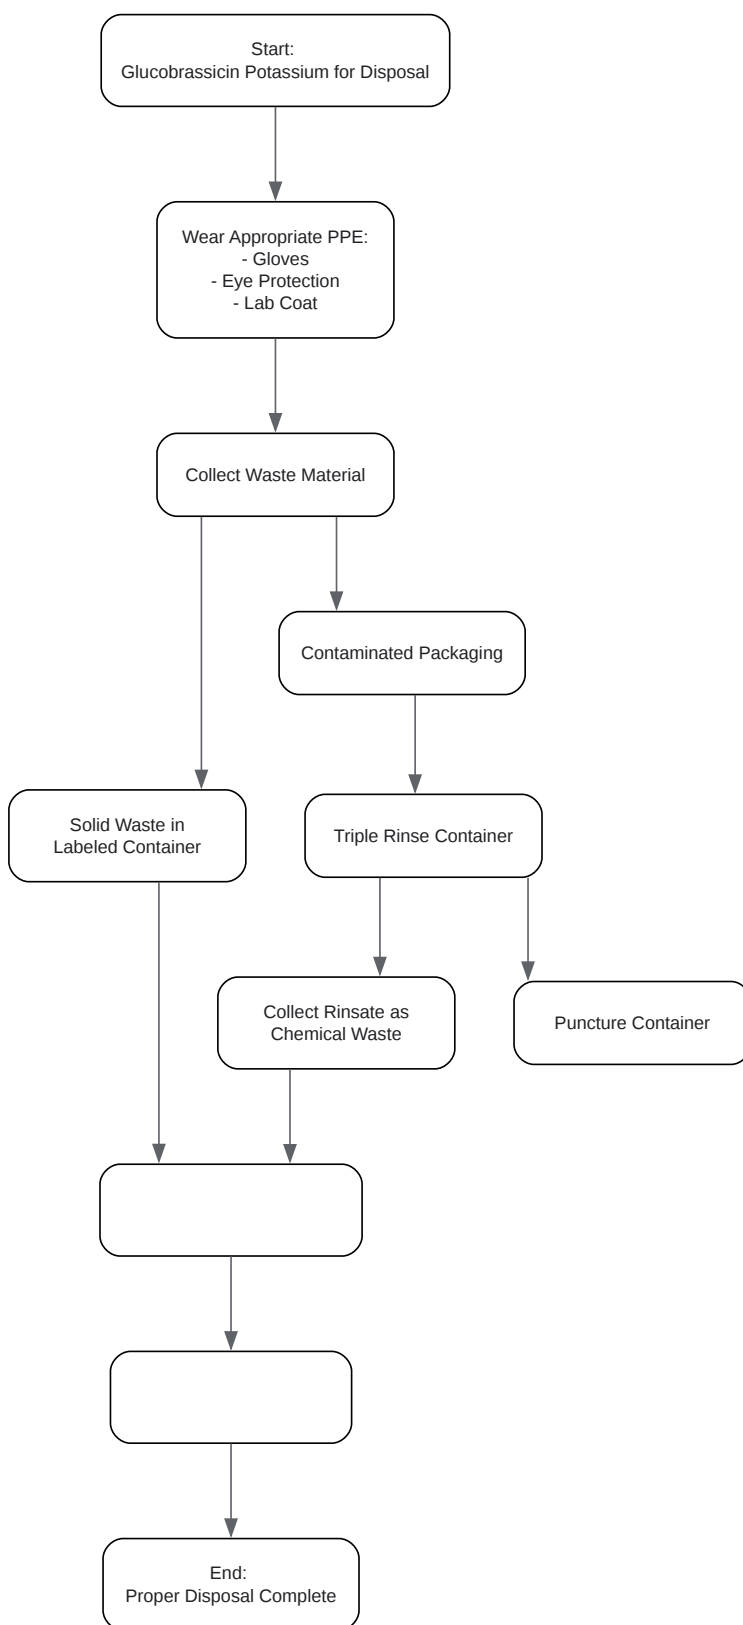 Start:
Glucobrassicin Potassium for Disposal
Wear Appropriate PPE:
- Gloves
- Eye Protection
- Lab Coat
Collect Waste Material
Contaminated Packaging
Solid Waste in
Labeled Container
Triple Rinse Container
Collect Rinsate as
Chemical Waste
Puncture Container
End:
Proper Disposal Complete